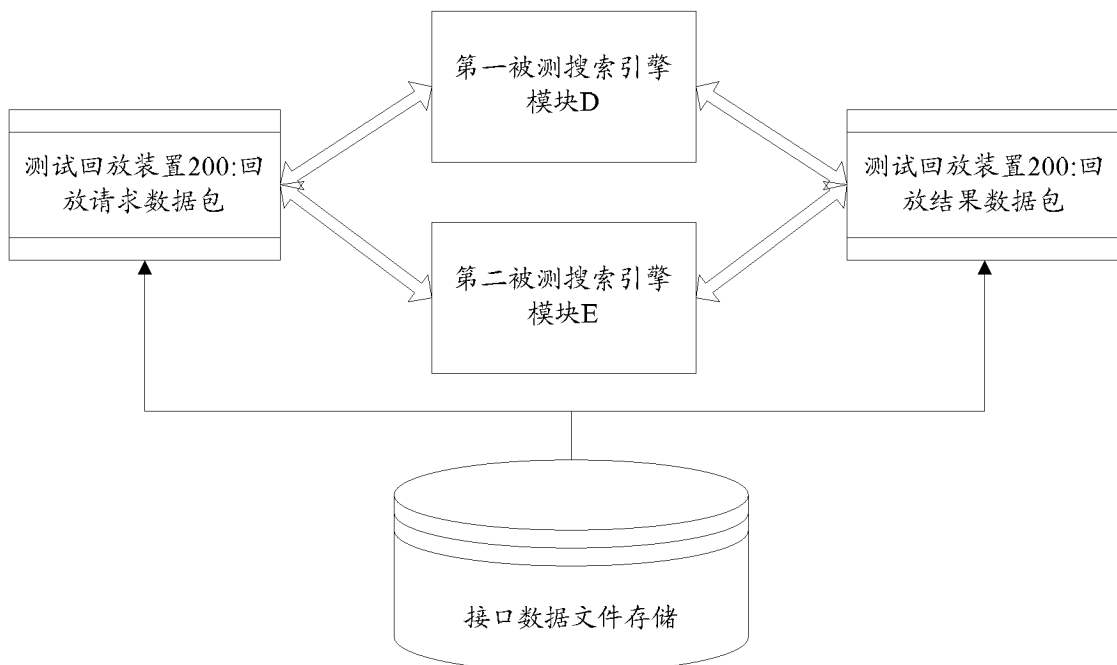 第一被测搜索引擎
模块D
测试回放装置200:回
放请求数据包
测试回放装置200:回
放结果数据包
第二被测搜索引擎
模块E
接口数据文件存储